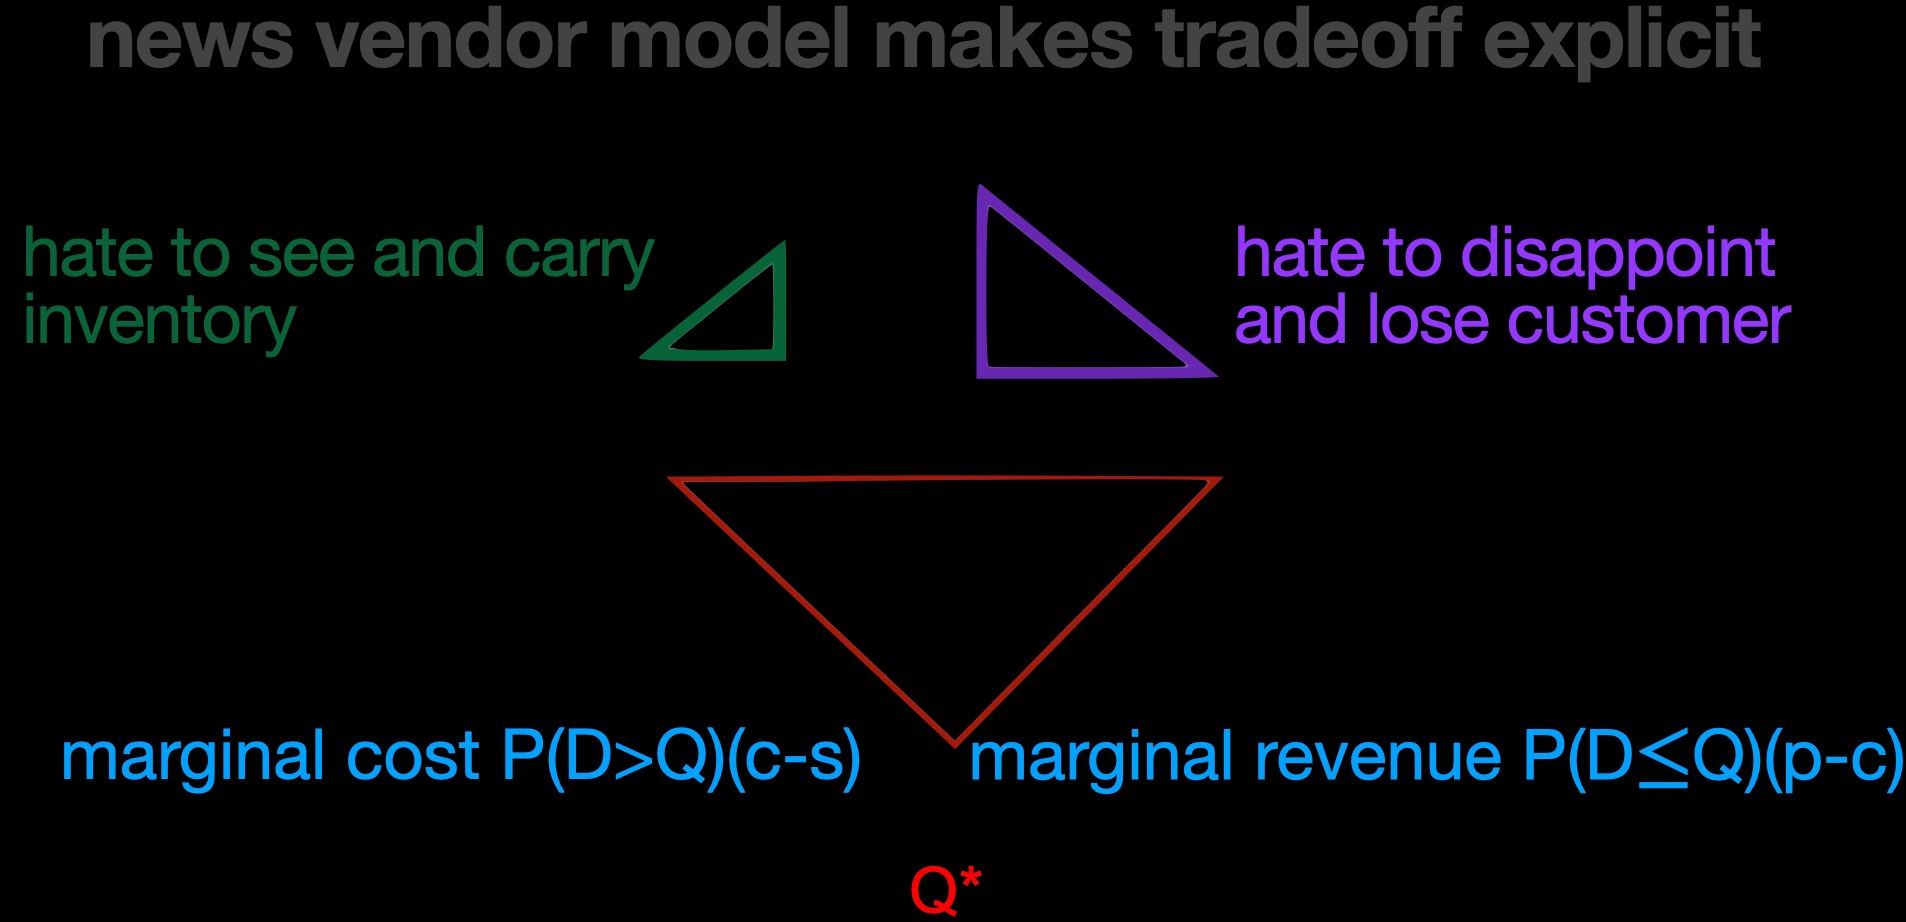 news vendor model makes tradeoff explicit
hate to see and carry
inventory
hate to disappoint
and lose customer
marginal cost P(D>Q)(c-s)
marginal revenue P(D≤Q)(p-c)
Q*